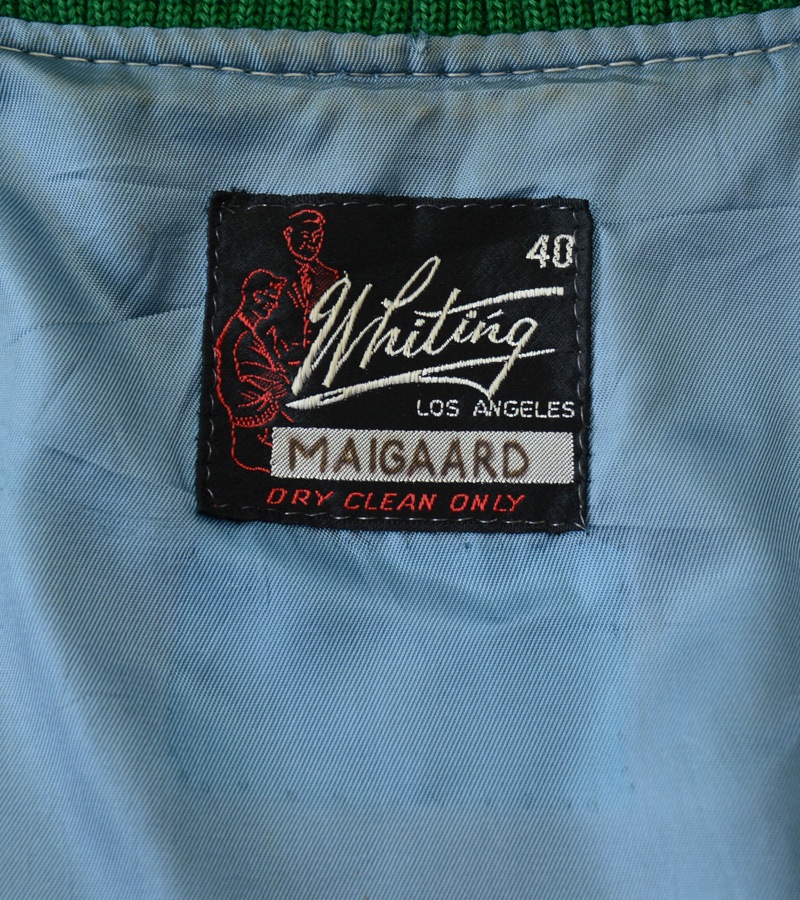 40
Whiting
LOS ANGELES
MAIGAARD
DRY CLEAN ONLY